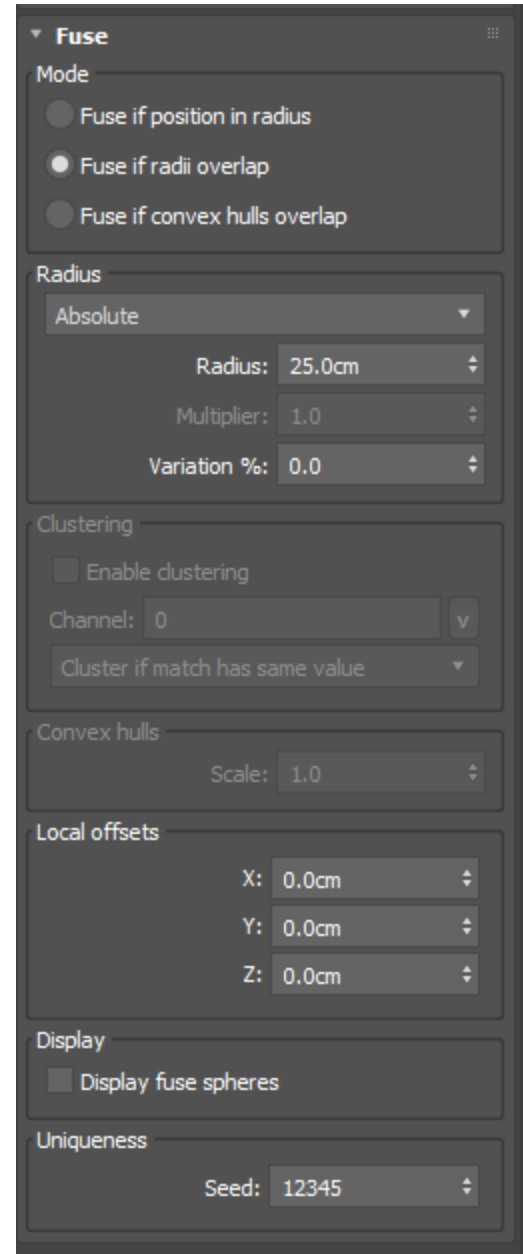 Fuse
Mode
Fuse if position in radius
Fuse if radii overlap
Fuse if convex hulls overlap
Radius
Absolute
Radius: 25.0cm
Multiplier: 1.0
Variation %: 0.0
Clustering
Enable clustering
Channel: 0 v
Cluster if match has same value
Convex hulls
Scale: 1.0
Local offsets
X: 0.0cm
Y: 0.0cm
Z: 0.0cm
Display
Display fuse spheres
Uniqueness
Seed: 12345